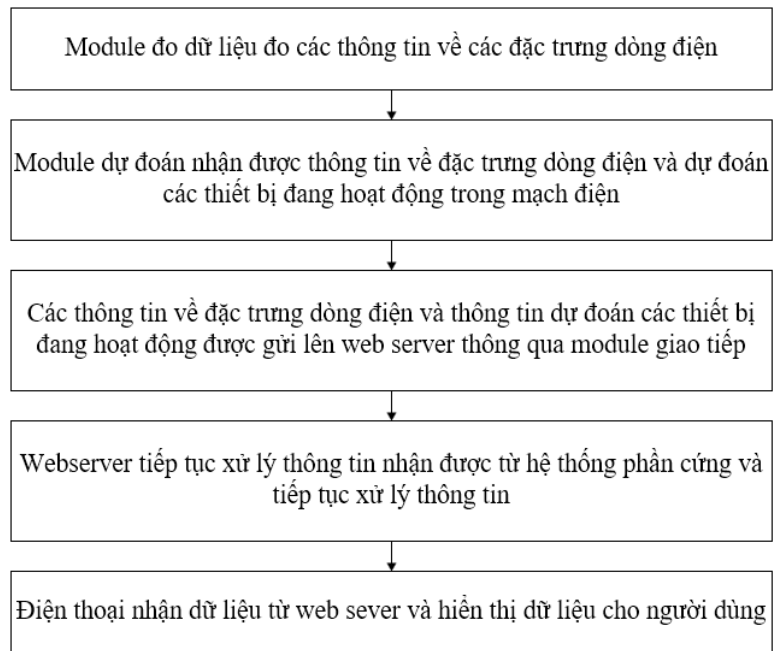 Module đo dữ liệu đo các thông tin về các đặc trưng dòng điện
Module dự đoán nhận được thông tin về đặc trưng dòng điện và dự đoán
các thiết bị đang hoạt động trong mạch điện
Các thông tin về đặc trưng dòng điện và thông tin dự đoán các thiết bị
đang hoạt động được gửi lên web server thông qua module giao tiếp
Webserver tiếp tục xử lý thông tin nhận được từ hệ thống phần cứng và
tiếp tục xử lý thông tin
Điện thoại nhận dữ liệu từ web sever và hiển thị dữ liệu cho người dùng